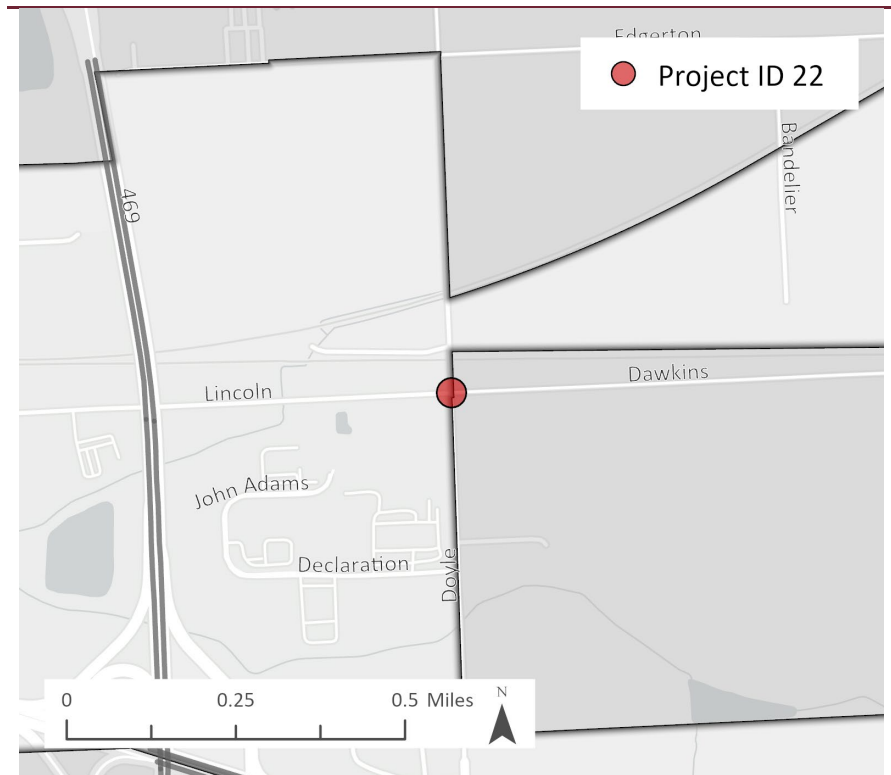 Edgerton
Project ID 22
Bandelier
469
Dawkins
Lincoln
John Adams
Declaration
Doyle
0 0.25 0.5 Miles
N